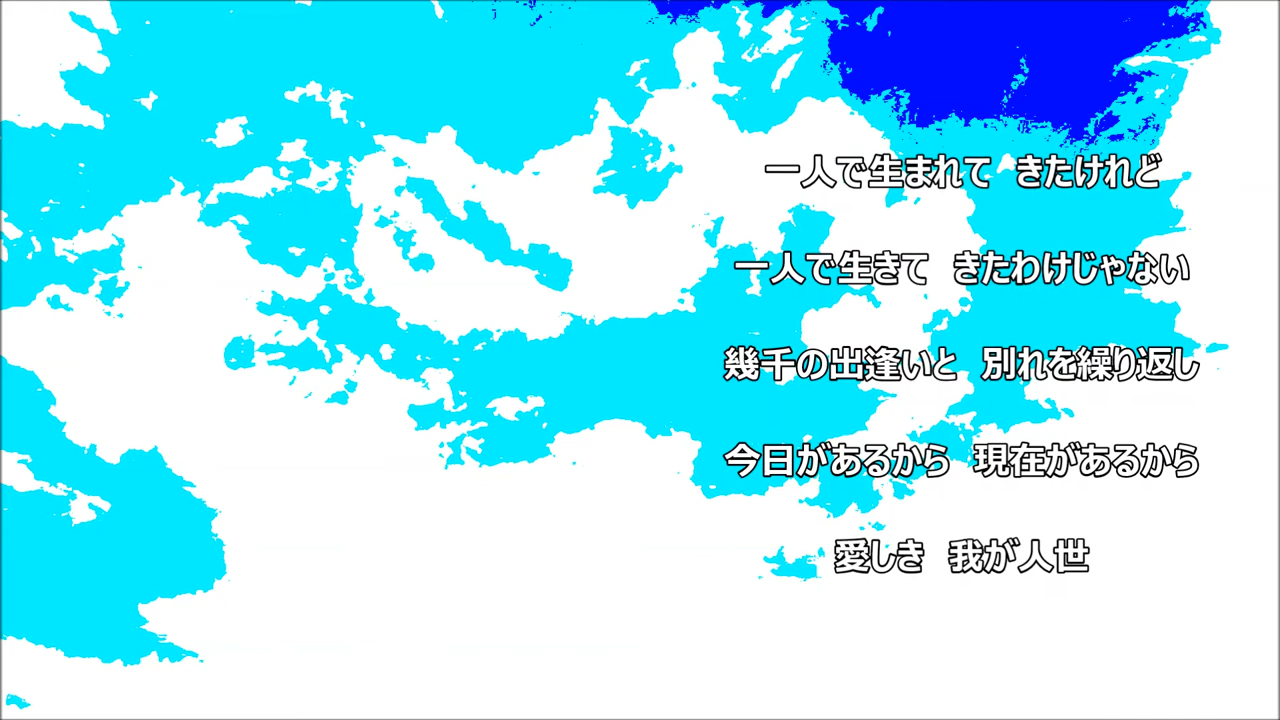 一人で生まれて　きたけれど
一人で生きて　きたわけじゃない
幾千の出逢いと　別れを繰り返し
今日があるから　現在があるから
愛しき　我が人世